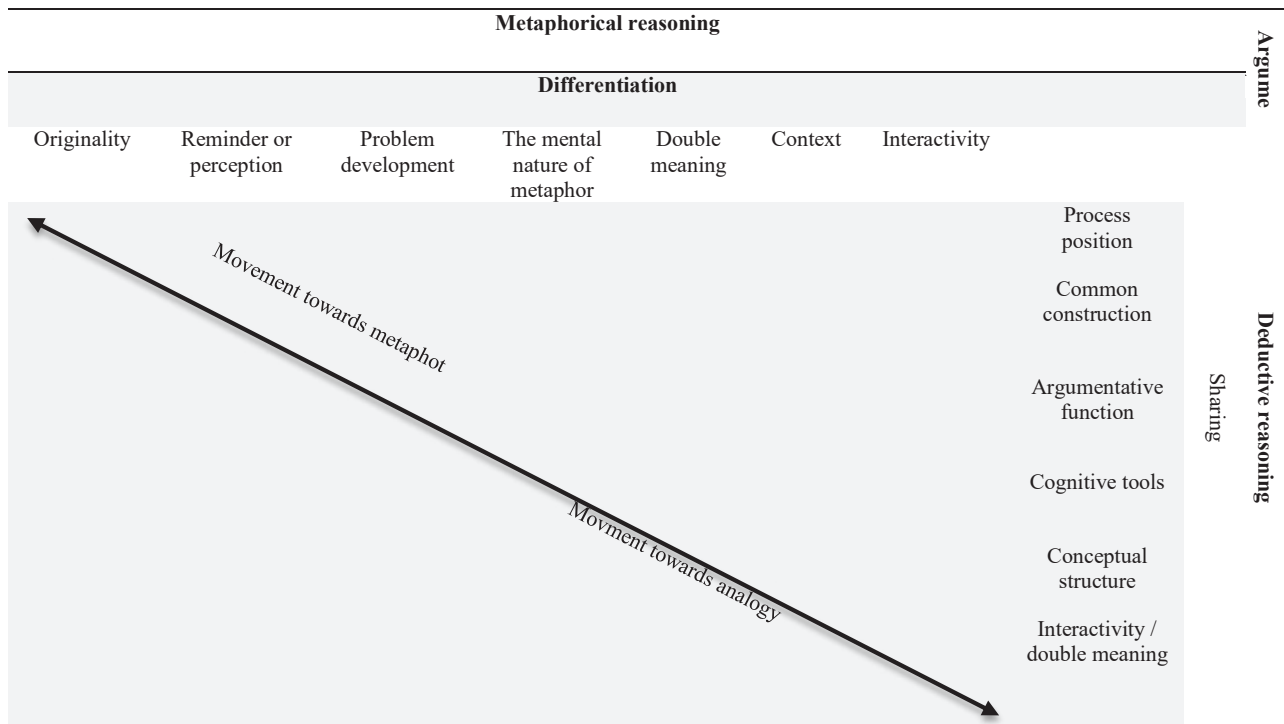 Metaphorical reasoning
Argume
Differentiation
Originality
Reminder or
perception
Problem
development
The mental
nature of
metaphor
Double
meaning
Context
Interactivity
Process
position
Common
construction
Argumentative
function
Cognitive tools
Conceptual
structure
Interactivity /
double meaning
Sharing
Deductive reasoning
Movement towards metaphot
Movment towards analogy